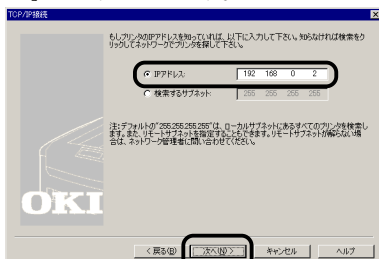 TCP/IP接続
もしプリンタのIPアドレスを知っていれば、以下に入力して下さい。知らなければ検索をク
リックしてネットワークでプリンタを探して下さい。
IPアドレス: 192 168 0 2
検索するサブネット: 255 255 255 255
注:デフォルトの"255.255.255.255"は、ローカルサブネットにあるすべてのプリンタを検索し
ます。また、リモートサブネットを指定することもできます。リモートサブネットが解らない場
合は、ネットワーク管理者に問い合わせてください。
OKI
< 戻る(B) 次へ(N) > キャンセル ヘルプ